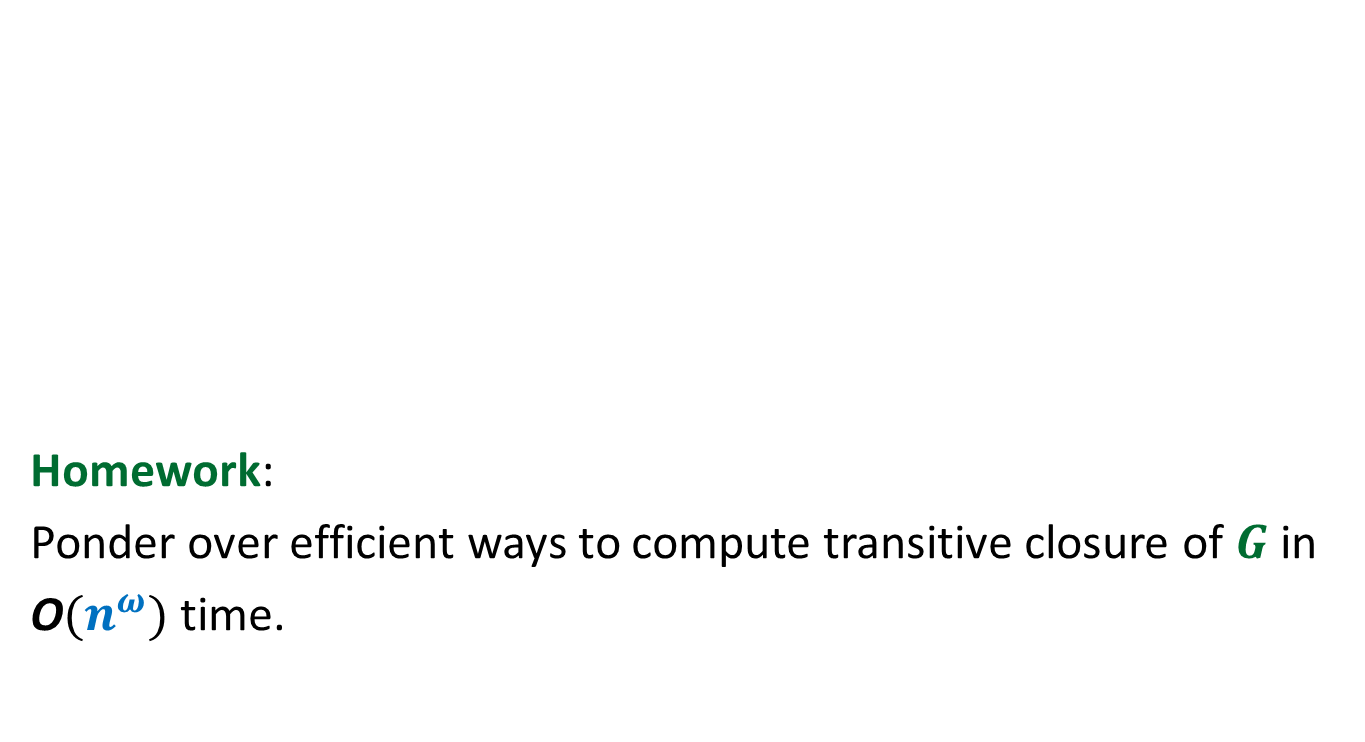 Homework:
Ponder over efficient ways to compute transitive closure of 𝑮 in
𝑶(𝒏^𝝎) time.